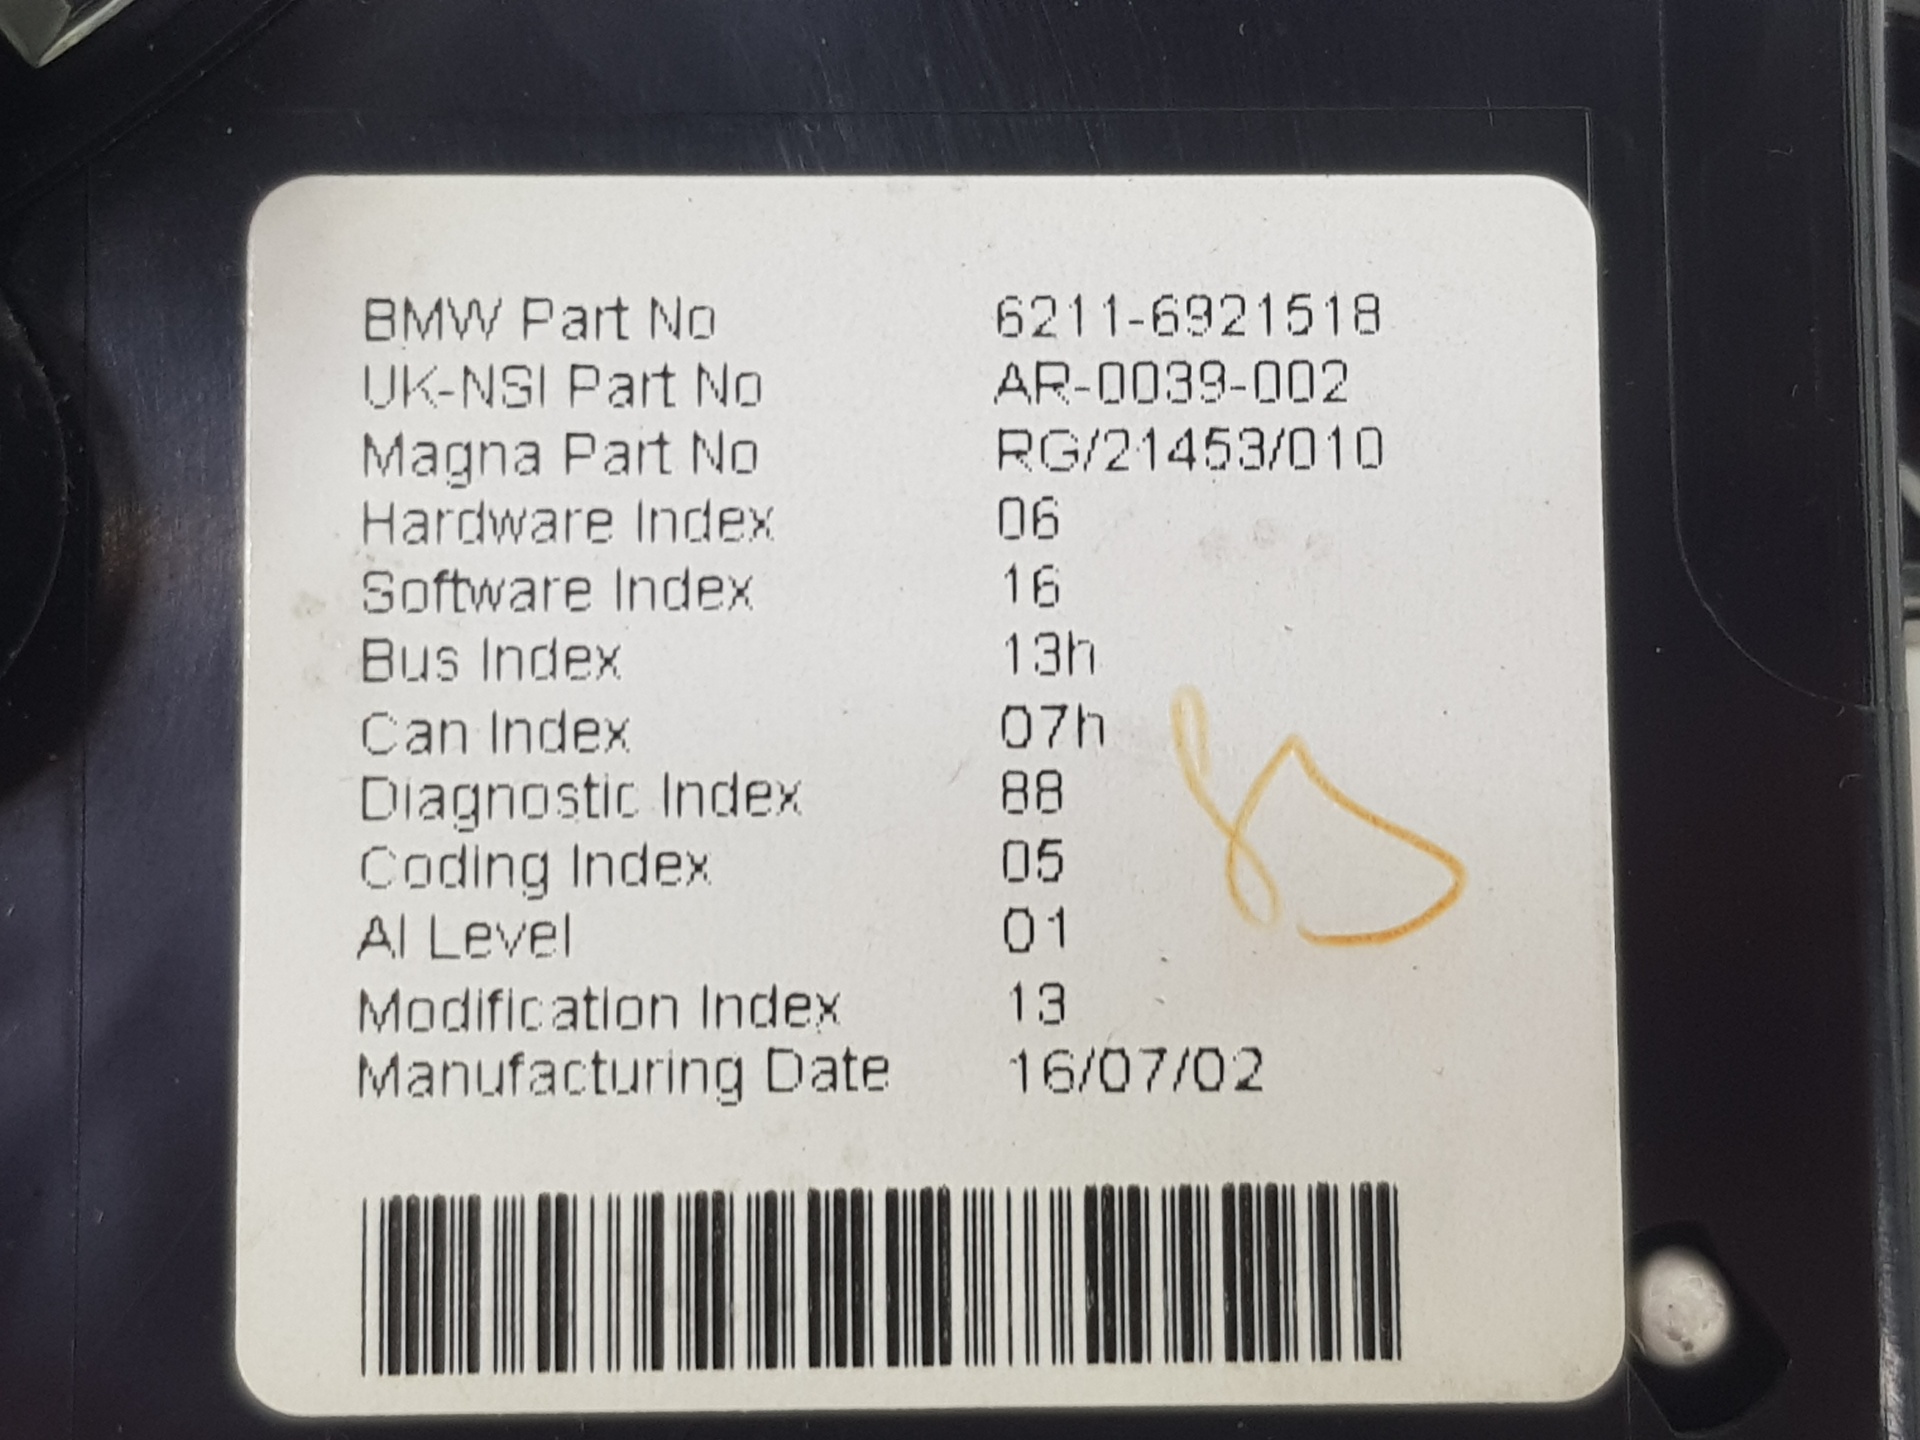 BMW Part No 6211-6921518
UK-NSI Part No AR-0039-002
Magna Part No RG/21453/010
Hardware Index 06
Software Index 16
Bus Index 13h
Can Index 07h
Diagnostic Index 88
Coding Index 05
AI Level 01
Modification Index 13
Manufacturing Date 16/07/02